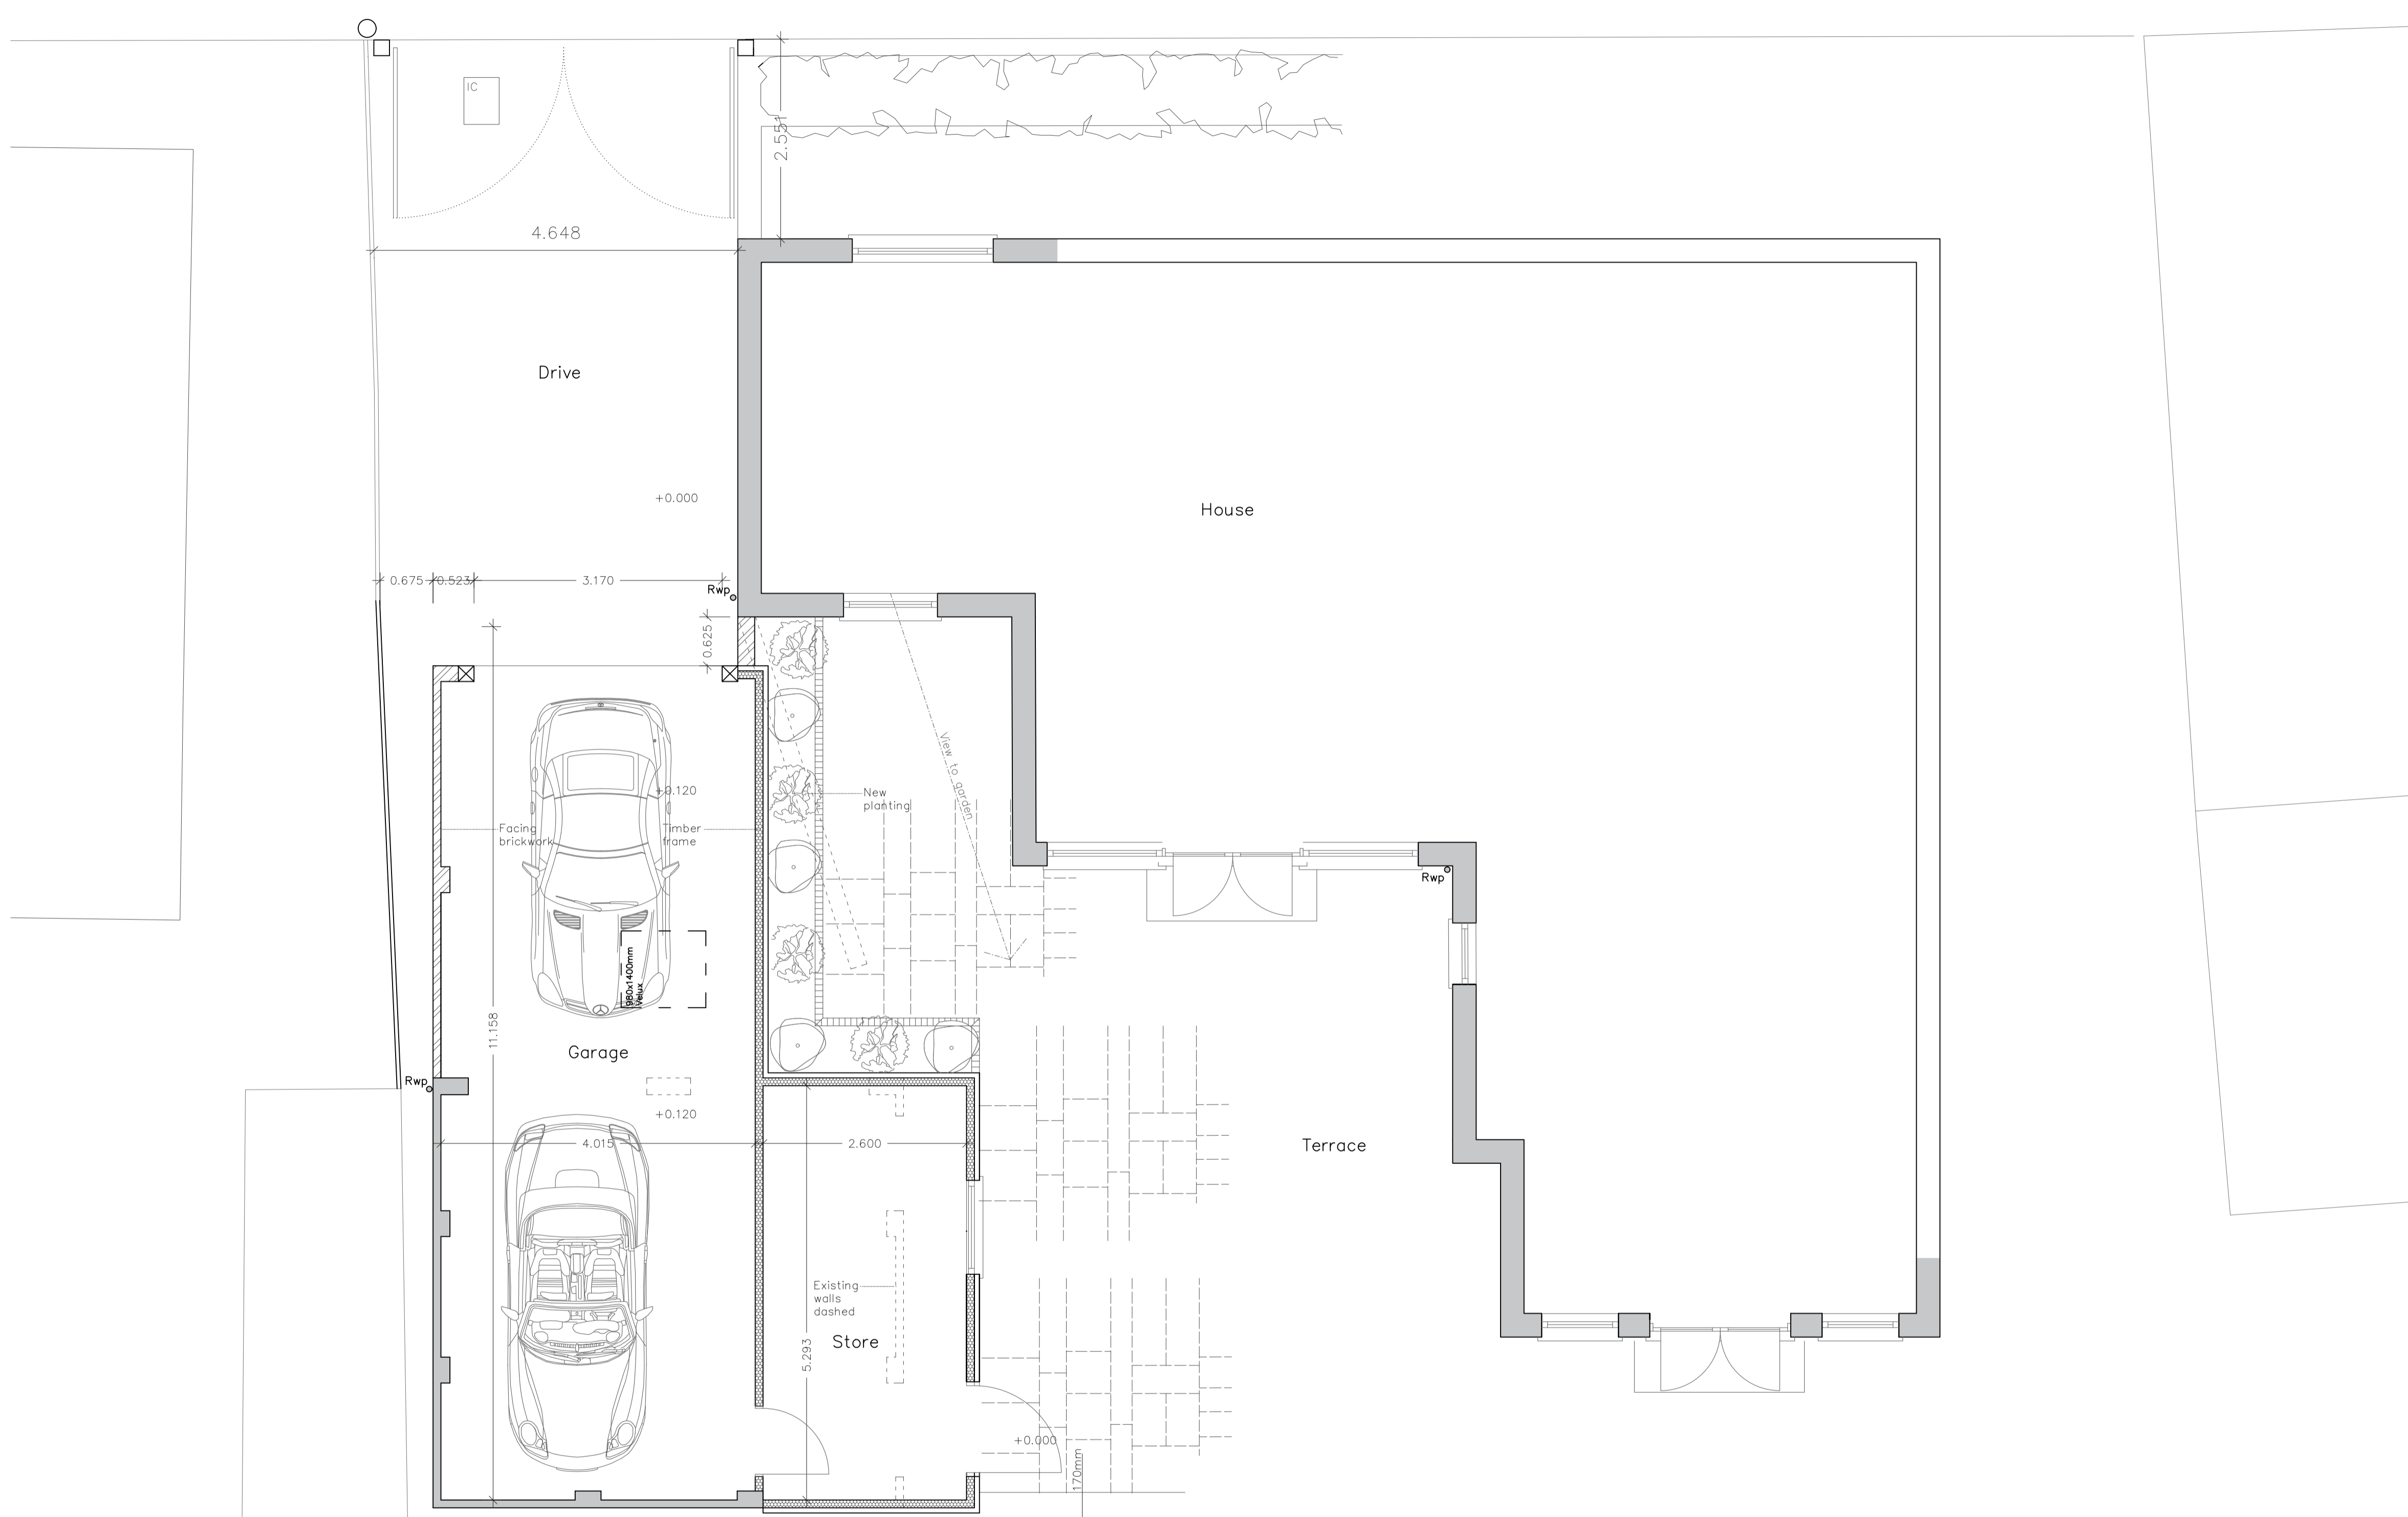 IC
2.551
4.648
Drive
+0.000
House
0.675
0.523
3.170
Rwp
0.625
View to garden
New
planting
+0.120
Facing
brickwork
Timber
frame
Rwp
980x1400mm
Velux
11.158
Garage
Rwp
+0.120
4.015
2.600
Terrace
Existing
walls
dashed
Store
5.293
+0.000
170mm